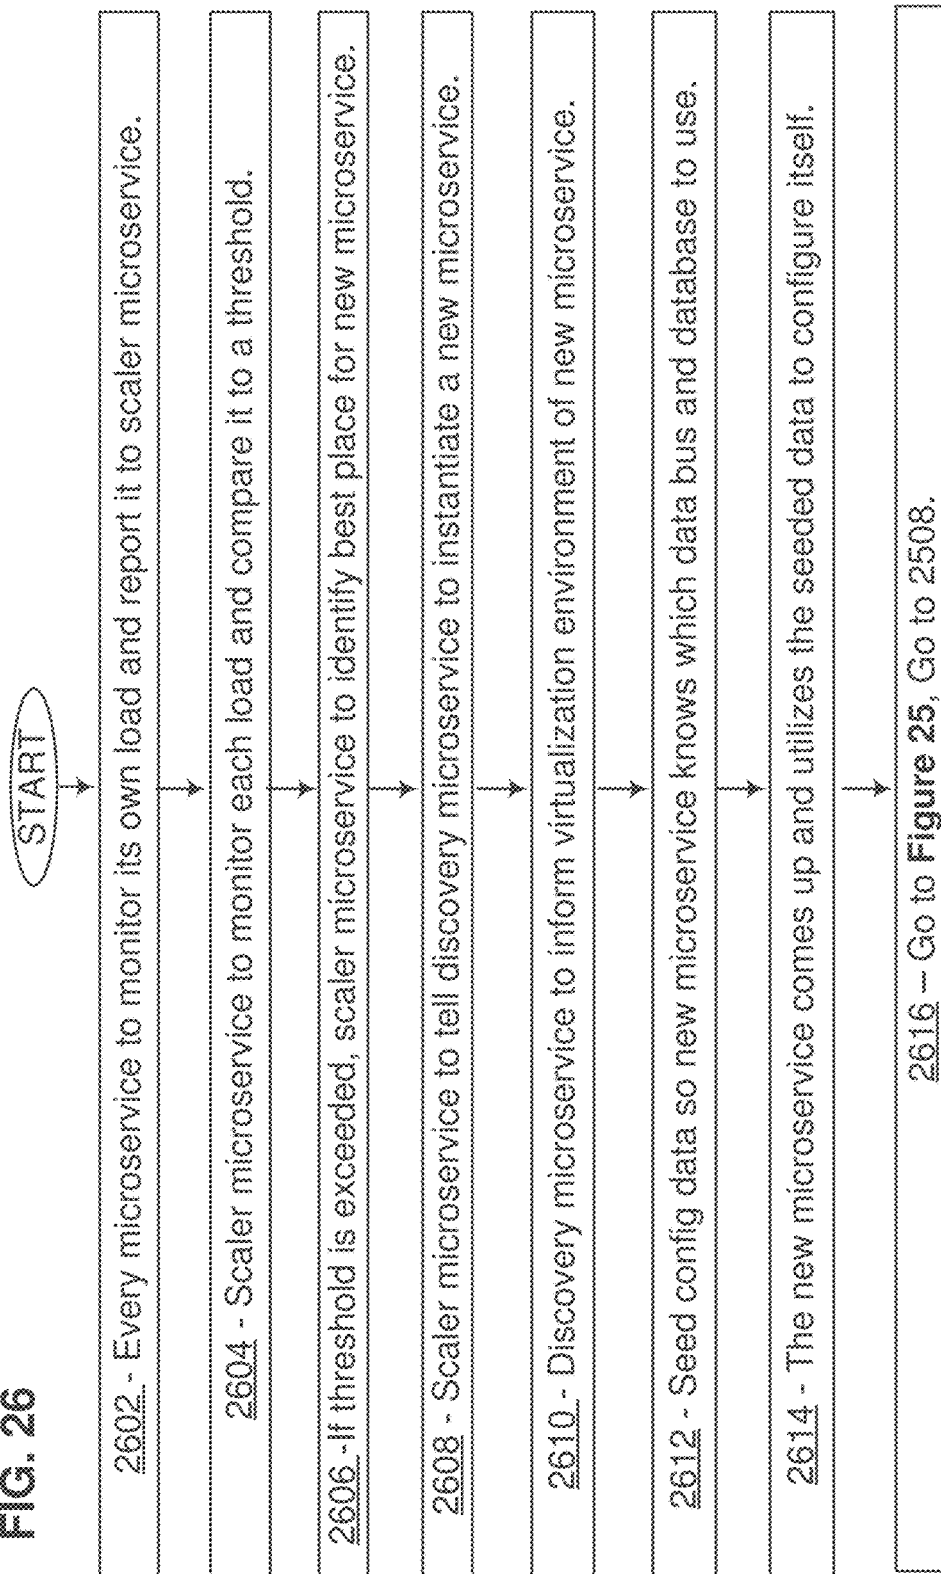 FIG. 26
START
2602 - Every microservice to monitor its own load and report it to scaler microservice.
2604 - Scaler microservice to monitor each load and compare it to a threshold.
2606 -If threshold is exceeded, scaler microservice to identify best place for new microservice.
2608 - Scaler microservice to tell discovery microservice to instantiate a new microservice.
2610 - Discovery microservice to inform virtualization environment of new microservice.
2612 - Seed config data so new microservice knows which data bus and database to use.
2614 - The new microservice comes up and utilizes the seeded data to configure itself.
2616 – Go to Figure 25, Go to 2508.